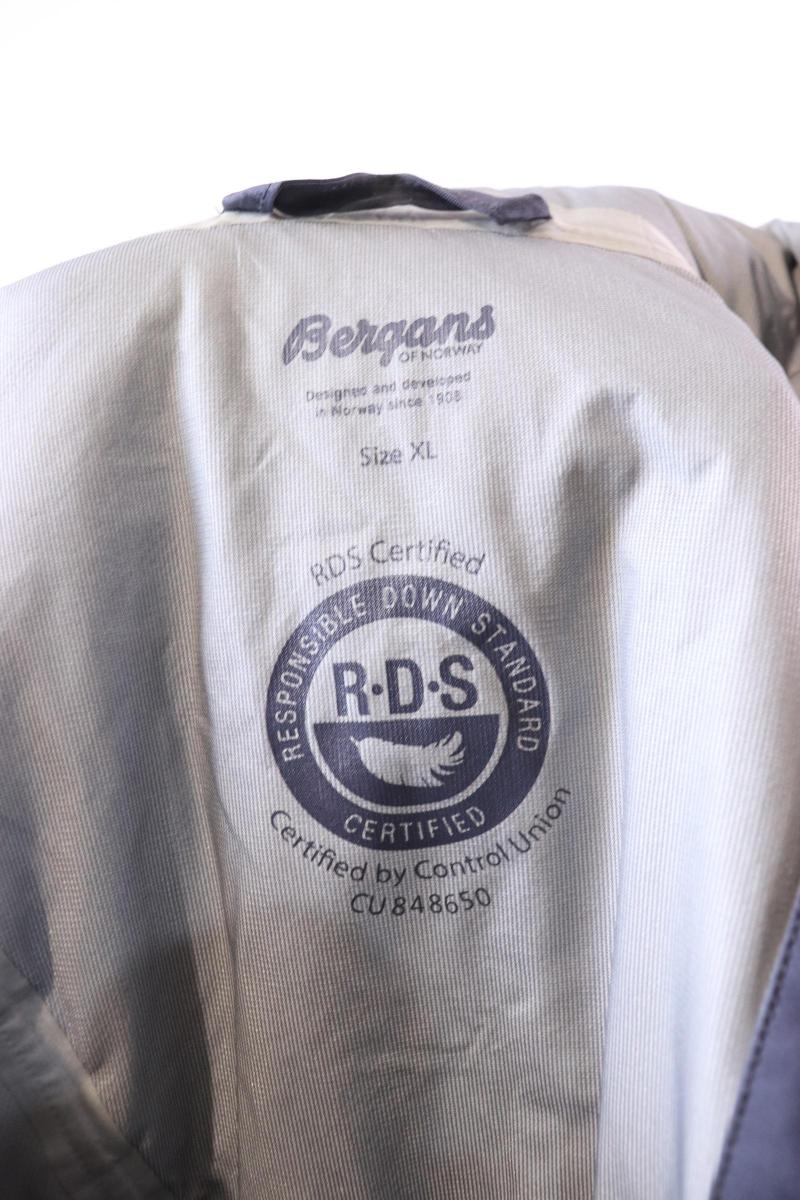 Bergans
OF NORWAY
Designed and developed
in Norway since 1908
Size XL
RDS Certified
RESPONSIBLE DOWN STANDARD
R·D·S
CERTIFIED
Certified by Control Union
CU 848650